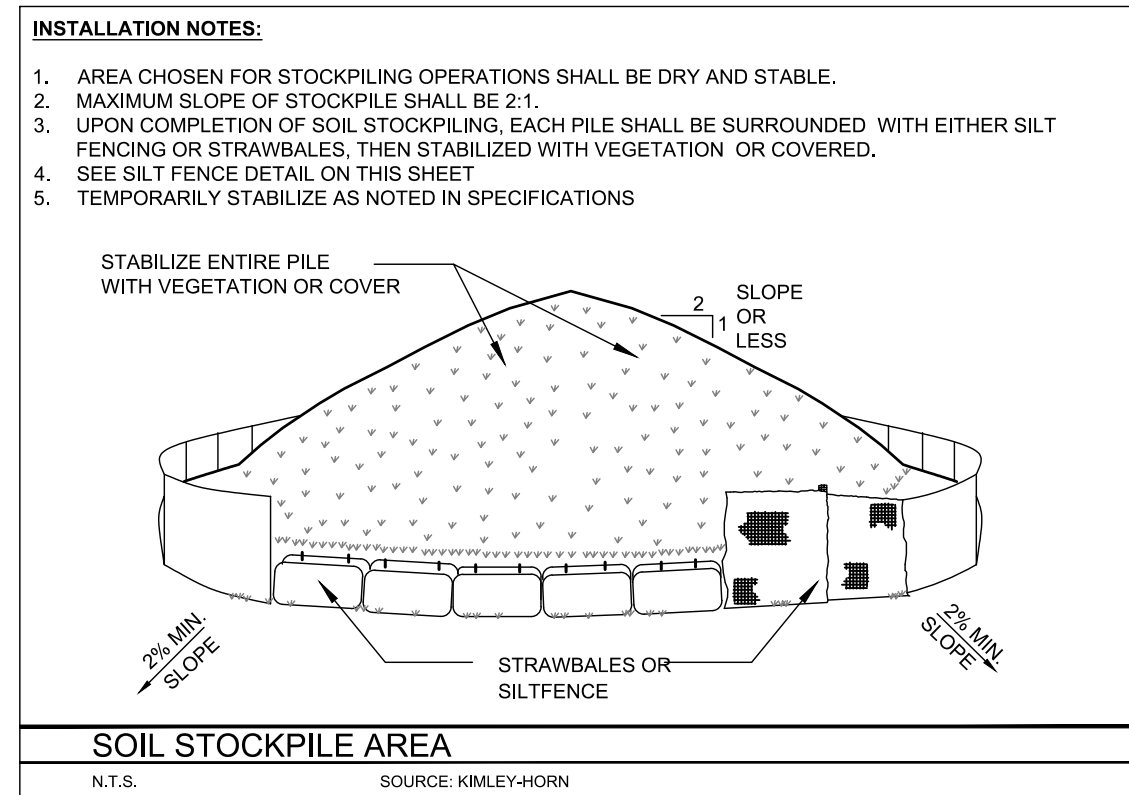 INSTALLATION NOTES:
1. AREA CHOSEN FOR STOCKPILING OPERATIONS SHALL BE DRY AND STABLE.
2. MAXIMUM SLOPE OF STOCKPILE SHALL BE 2:1.
3. UPON COMPLETION OF SOIL STOCKPILING, EACH PILE SHALL BE SURROUNDED WITH EITHER SILT
FENCING OR STRAWBALES, THEN STABILIZED WITH VEGETATION OR COVERED.
4. SEE SILT FENCE DETAIL ON THIS SHEET
5. TEMPORARILY STABILIZE AS NOTED IN SPECIFICATIONS
STABILIZE ENTIRE PILE
WITH VEGETATION OR COVER
2
1
SLOPE
OR
LESS
2% MIN.
SLOPE
2% MIN.
SLOPE
STRAWBALES OR
SILTFENCE
SOIL STOCKPILE AREA
N.T.S.
SOURCE: KIMLEY-HORN